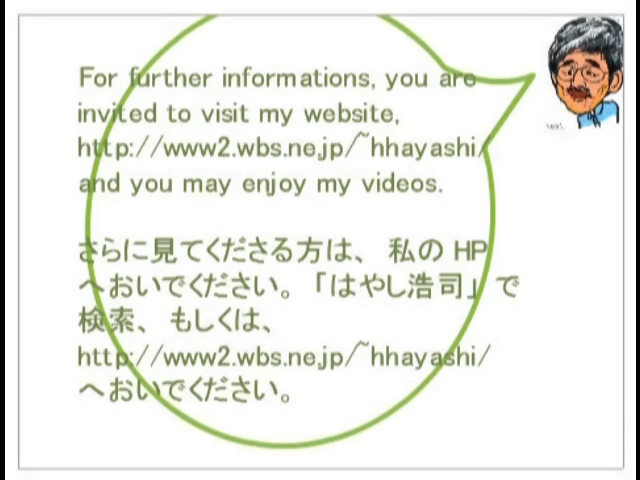 For further informations, you are
invited to visit my website,
http://www2.wbs.ne.jp/~hhayashi/
and you may enjoy my videos.
さらに見てくださる方は、 私の HP
へおいでください。「はやし浩司」 で
検索、 もしくは、
http://www2.wbs.ne.jp/~hhayashi/
へおいでください。